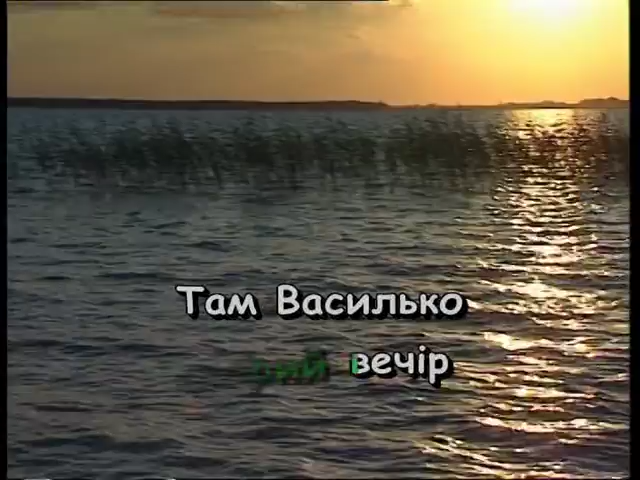 Там Василько
вечір